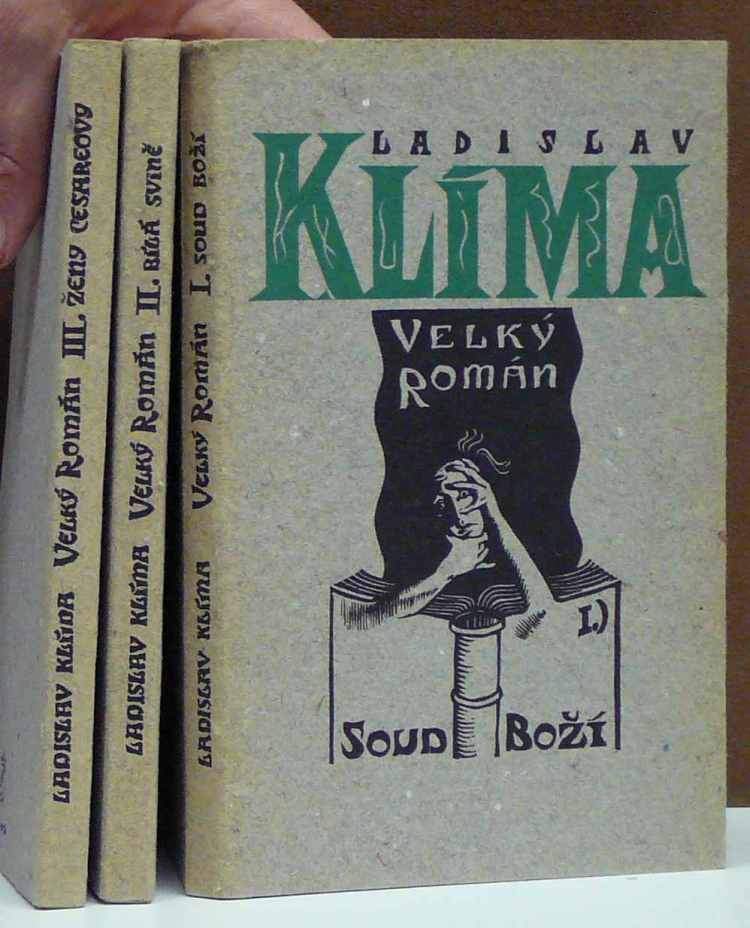 LADISLAV KLÍMA VELKÝ ROMÁN III. ŽENY CESAREOVY
LADISLAV KLÍMA VELKÝ ROMÁN II. BÍLÁ SVINĚ
LADISLAV KLÍMA VELKÝ ROMÁN I. SOUD BOŽÍ
LADISLAV
KLÍMA
VELKÝ
ROMÁN
I.)
SOUD BOŽÍ